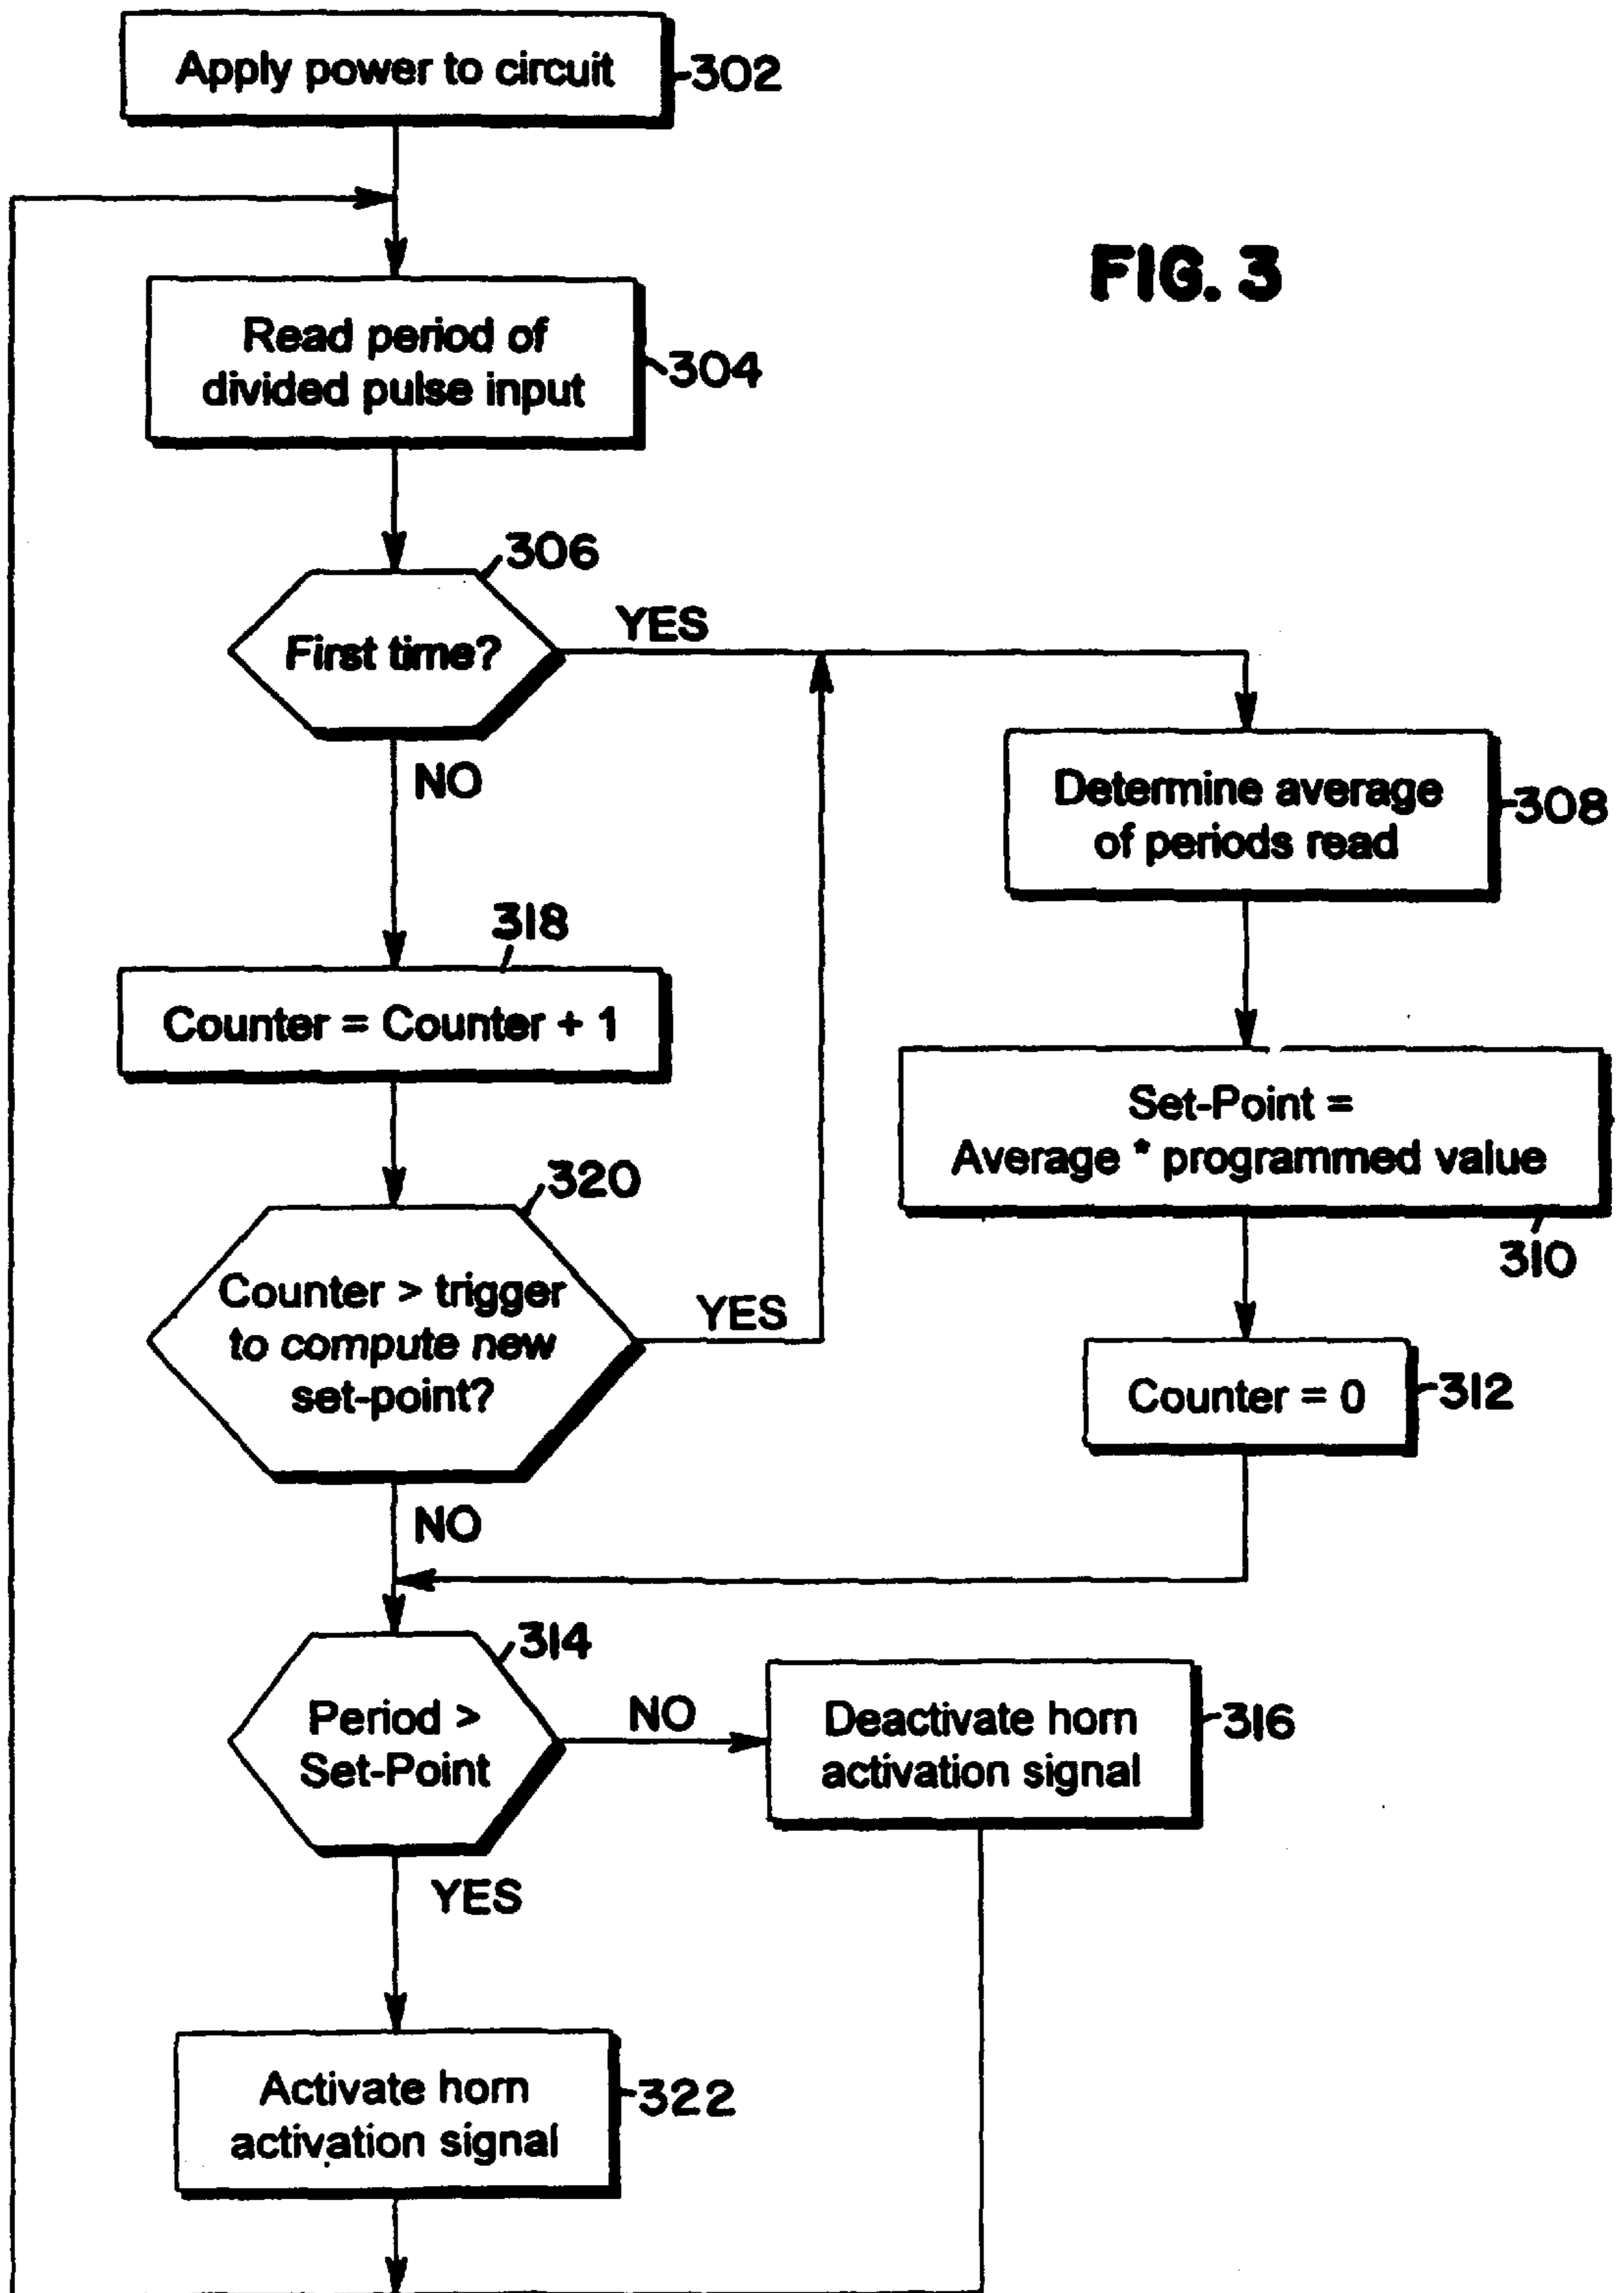 Apply power to circuit
302
FIG. 3
Read period of
divided pulse input
304
306
First time?
YES
NO
Determine average
of periods read
308
318
Counter = Counter + 1
Set-Point =
Average * programmed value
310
320
Counter > trigger
to compute new
set-point?
YES
NO
Counter = 0
312
314
Period >
Set-Point
NO
YES
Deactivate horn
activation signal
316
Activate horn
activation signal
322